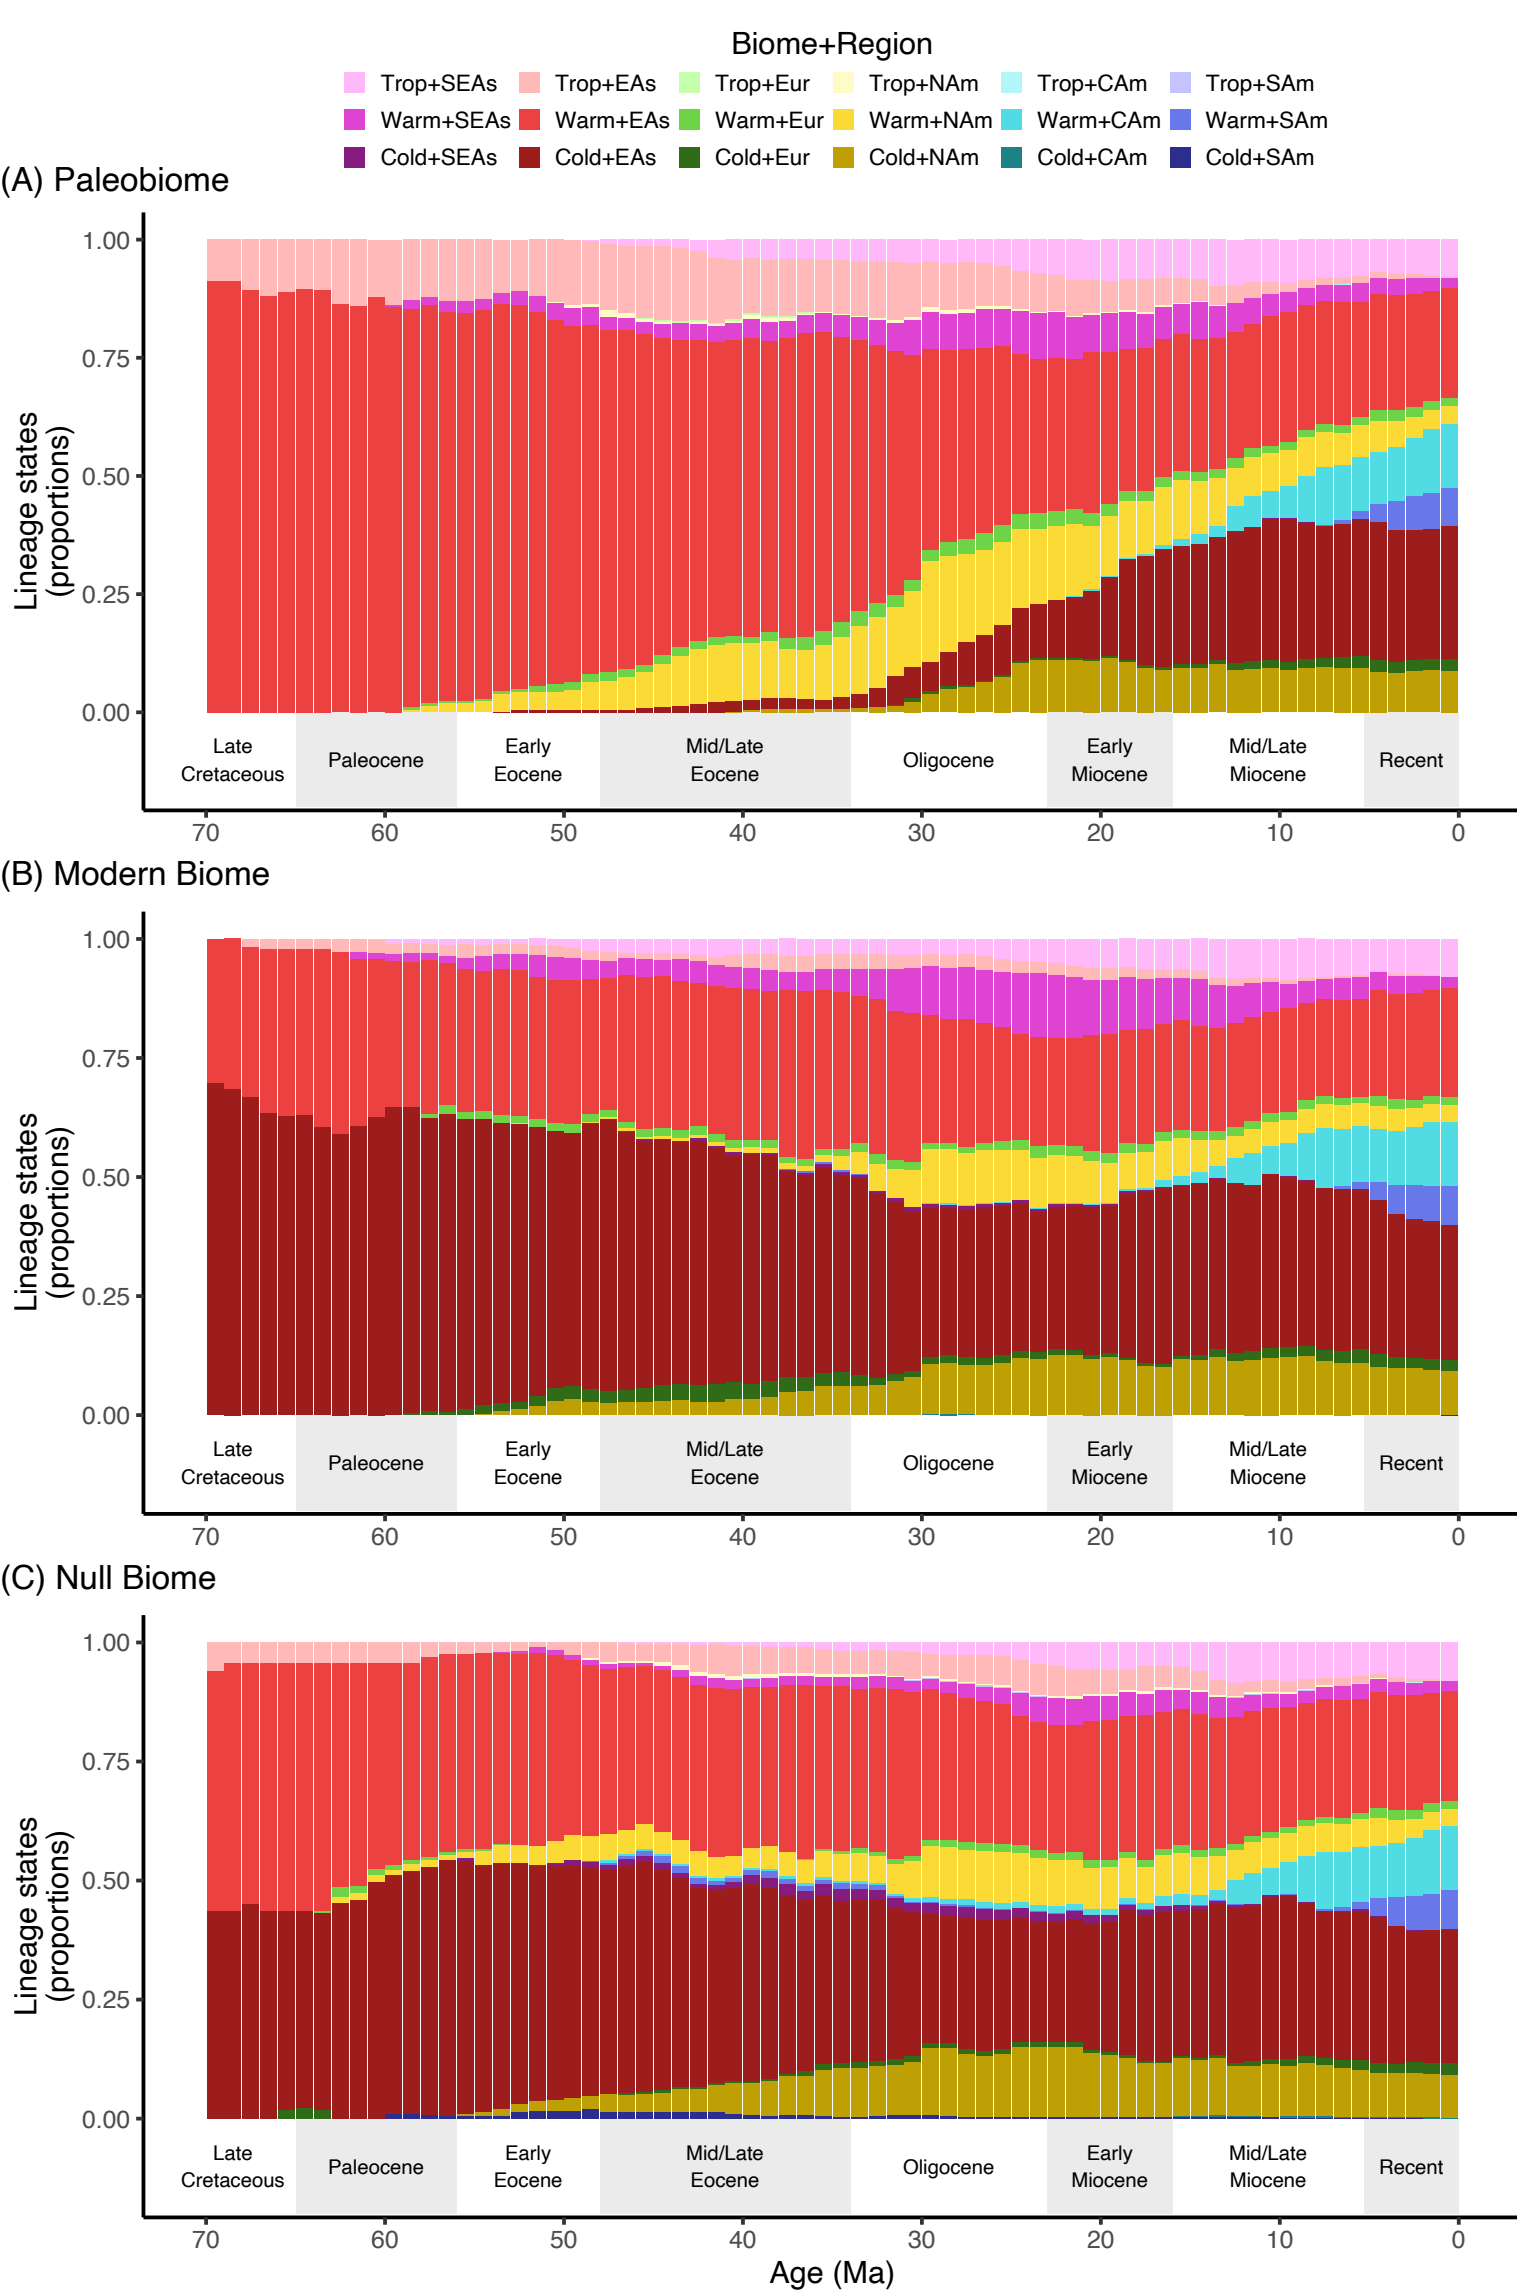 Biome+Region
Trop+SEAs Trop+EAs Trop+Eur Trop+NAm Trop+CAm Trop+SAm
Warm+SEAs Warm+EAs Warm+Eur Warm+NAm Warm+CAm Warm+SAm
Cold+SEAs Cold+EAs Cold+Eur Cold+NAm Cold+CAm Cold+SAm
(A) Paleobiome
Lineage states
(proportions)
1.00
0.75
0.50
0.25
0.00
Late
Cretaceous
Paleocene
Early
Eocene
Mid/Late
Eocene
Oligocene
Early
Miocene
Mid/Late
Miocene
Recent
70 60 50 40 30 20 10 0
(B) Modern Biome
Lineage states
(proportions)
1.00
0.75
0.50
0.25
0.00
Late
Cretaceous
Paleocene
Early
Eocene
Mid/Late
Eocene
Oligocene
Early
Miocene
Mid/Late
Miocene
Recent
70 60 50 40 30 20 10 0
(C) Null Biome
Lineage states
(proportions)
1.00
0.75
0.50
0.25
0.00
Late
Cretaceous
Paleocene
Early
Eocene
Mid/Late
Eocene
Oligocene
Early
Miocene
Mid/Late
Miocene
Recent
70 60 50 40 30 20 10 0
Age (Ma)